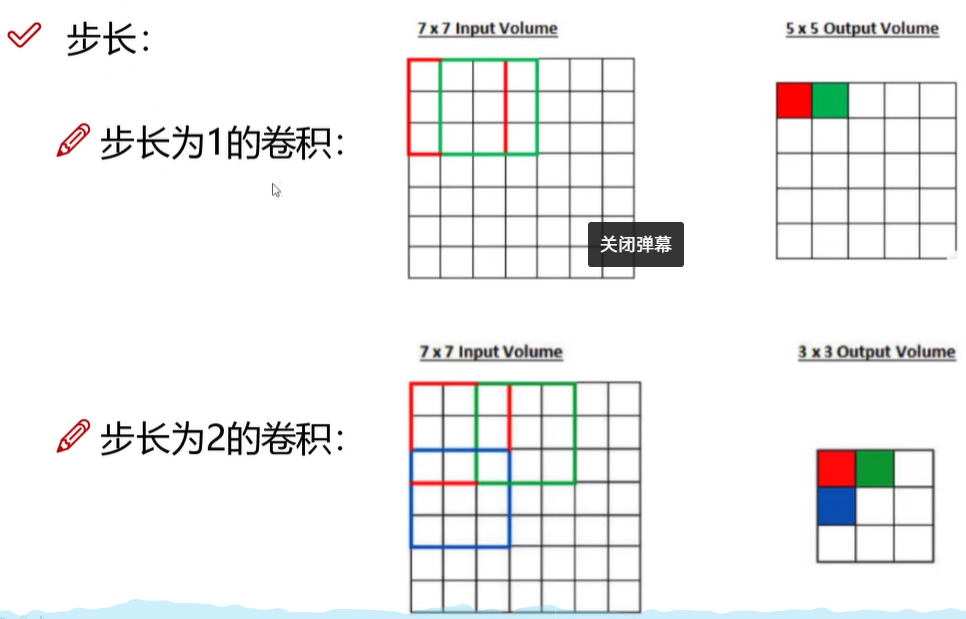 步长：
7 x 7 Input Volume
5 x 5 Output Volume
步长为1的卷积：
关闭弹幕
7 x 7 Input Volume
3 x 3 Output Volume
步长为2的卷积：